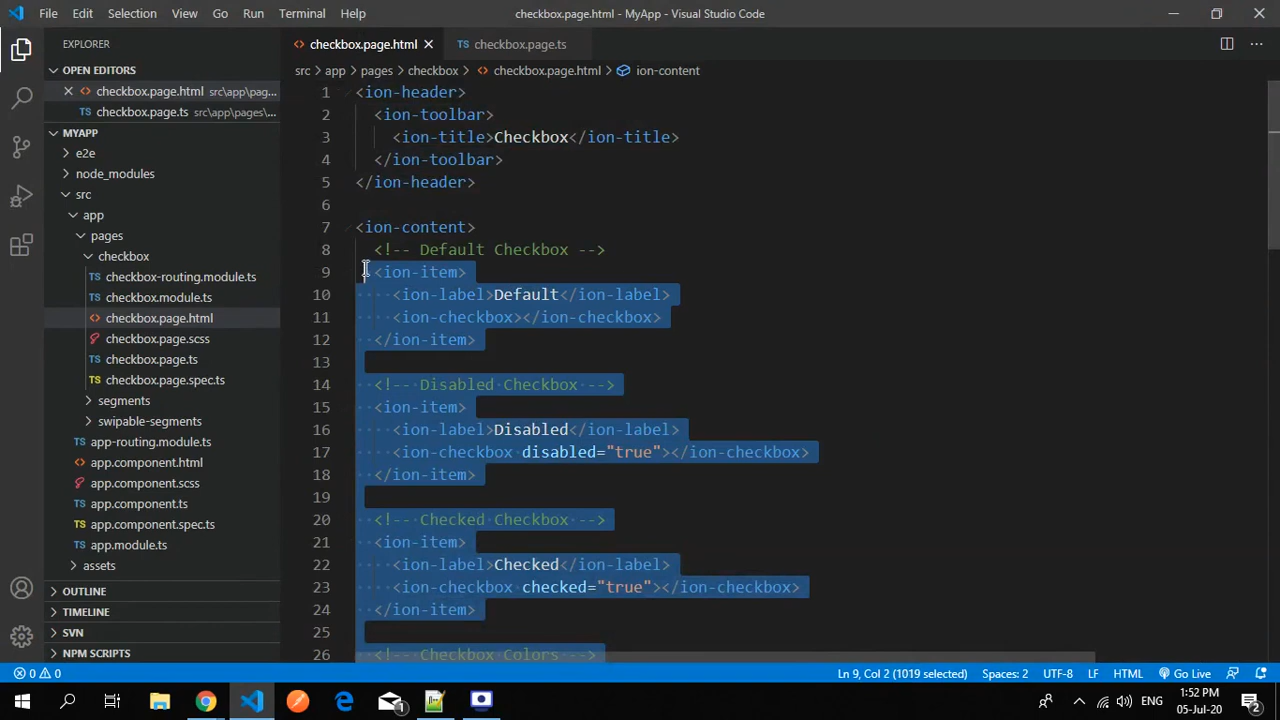 File Edit Selection View Go Run Terminal Help checkbox.page.html - MyApp - Visual Studio Code
EXPLORER
OPEN EDITORS
checkbox.page.html src\app\pag...
checkbox.page.ts src\app\pages\...
MYAPP
e2e
node_modules
src
app
pages
checkbox
checkbox-routing.module.ts
checkbox.module.ts
checkbox.page.html
checkbox.page.scss
checkbox.page.ts
checkbox.page.spec.ts
segments
swipable-segments
app-routing.module.ts
app.component.html
app.component.scss
app.component.ts
app.component.spec.ts
app.module.ts
assets
OUTLINE
TIMELINE
SVN
NPM SCRIPTS
checkbox.page.html checkbox.page.ts
src > app > pages > checkbox > checkbox.page.html > ion-content
1 <ion-header>
2 <ion-toolbar>
3 <ion-title>Checkbox</ion-title>
4 </ion-toolbar>
5 </ion-header>
6
7 <ion-content>
8 <!-- Default Checkbox -->
9 <ion-item>
10 <ion-label>Default</ion-label>
11 <ion-checkbox></ion-checkbox>
12 </ion-item>
13
14 <!-- Disabled Checkbox -->
15 <ion-item>
16 <ion-label>Disabled</ion-label>
17 <ion-checkbox disabled="true"></ion-checkbox>
18 </ion-item>
19
20 <!-- Checked Checkbox -->
21 <ion-item>
22 <ion-label>Checked</ion-label>
23 <ion-checkbox checked="true"></ion-checkbox>
24 </ion-item>
25
26 <!-- Checkbox Colors -->
0 0 Ln 9, Col 2 (1019 selected) Spaces: 2 UTF-8 LF HTML Go Live
1 ENG 1:52 PM
05-Jul-20 2